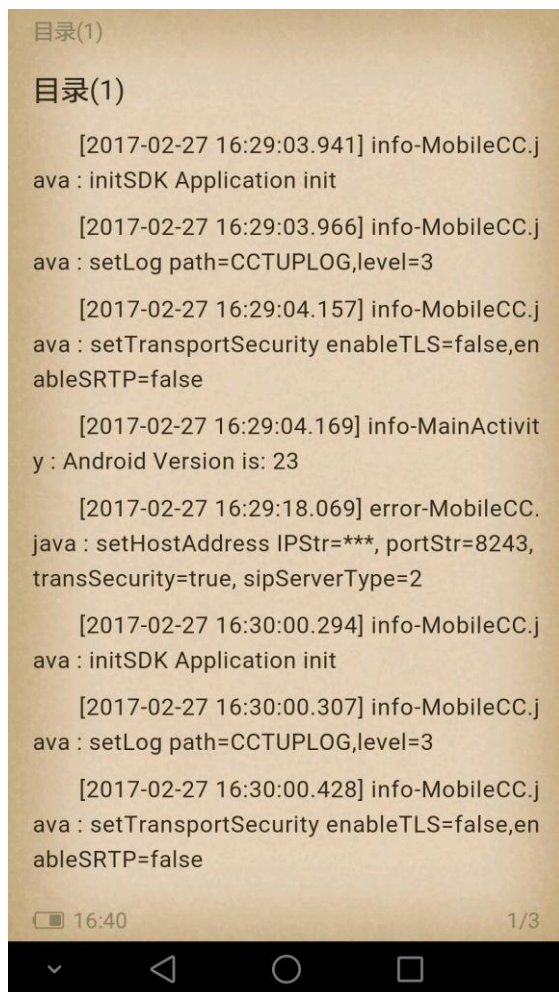 目录(1)
目录(1)
[2017-02-27 16:29:03.941] info-MobileCC.j
ava : initSDK Application init
[2017-02-27 16:29:03.966] info-MobileCC.j
ava : setLog path=CCTUPLOG,level=3
[2017-02-27 16:29:04.157] info-MobileCC.j
ava : setTransportSecurity enableTLS=false,en
ableSRTP=false
[2017-02-27 16:29:04.169] info-MainActivit
y : Android Version is: 23
[2017-02-27 16:29:18.069] error-MobileCC.
java : setHostAddress IPStr=***, portStr=8243,
transSecurity=true, sipServerType=2
[2017-02-27 16:30:00.294] info-MobileCC.j
ava : initSDK Application init
[2017-02-27 16:30:00.307] info-MobileCC.j
ava : setLog path=CCTUPLOG,level=3
[2017-02-27 16:30:00.428] info-MobileCC.j
ava : setTransportSecurity enableTLS=false,en
ableSRTP=false
16:40 1/3